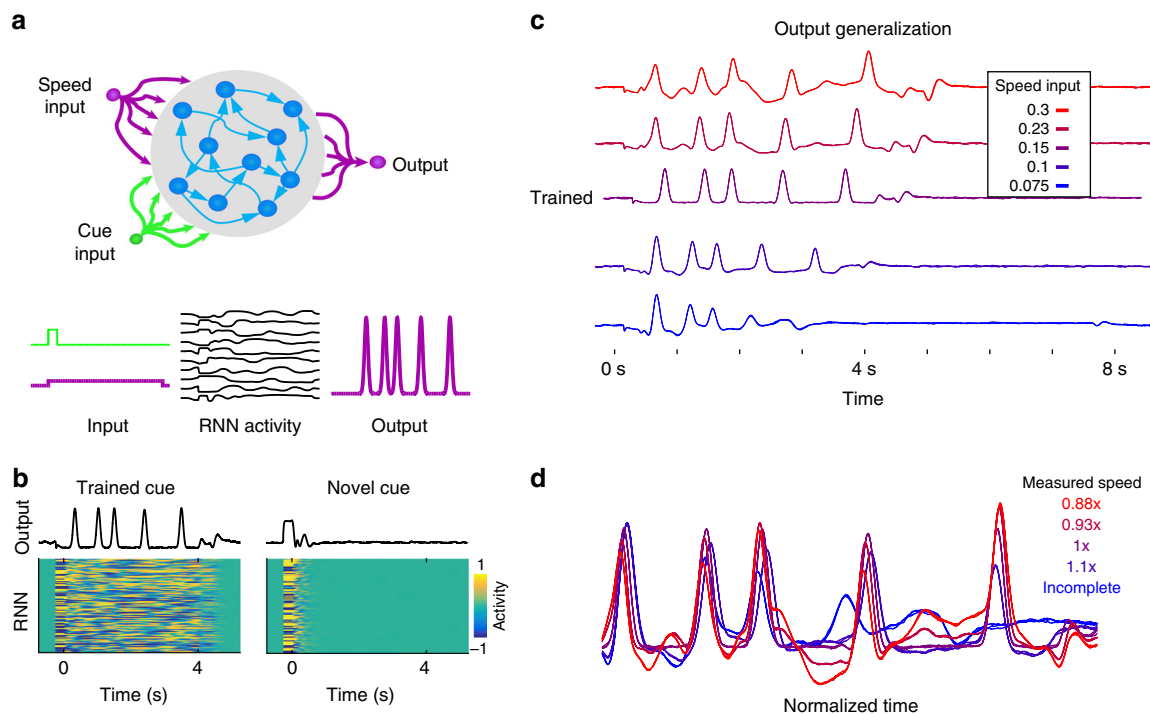 a
Speed
input
Output
Cue
input
Input
RNN activity
Output
b
Trained cue
Novel cue
Output
RNN
1
Activity
−1
0
4
0
4
Time (s)
Time (s)
c
Output generalization
Speed input
0.3
0.23
0.15
0.1
0.075
Trained
0 s
4 s
8 s
Time
d
Measured speed
0.88x
0.93x
1x
1.1x
Incomplete
Normalized time